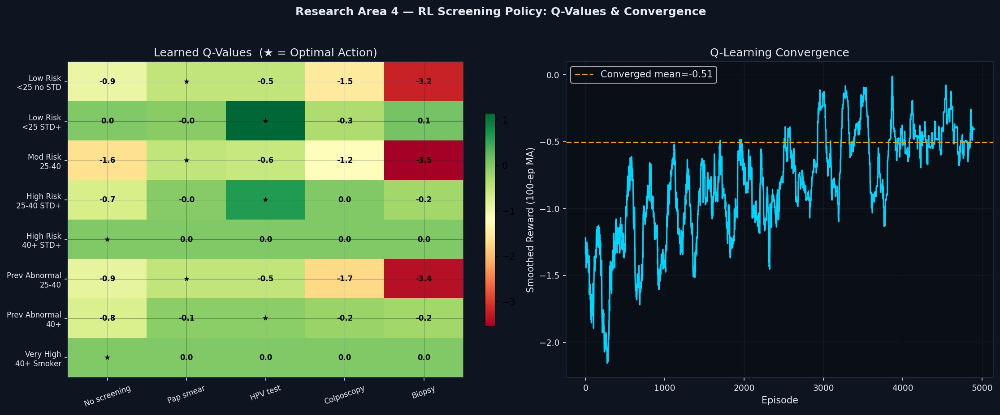 Research Area 4 — RL Screening Policy: Q-Values & Convergence
Learned Q-Values (★ = Optimal Action)
Low Risk
<25 no STD
-0.9 ★ -0.5 -1.5 -3.2
Low Risk
<25 STD+
0.0 -0.0 ★ -0.3 0.1
Mod Risk
25-40
-1.6 ★ -0.6 -1.2 -3.5
High Risk
25-40 STD+
-0.7 -0.0 ★ 0.0 -0.2
High Risk
40+ STD+
★ 0.0 0.0 0.0 0.0
Prev Abnormal
25-40
-0.9 ★ -0.5 -1.7 -3.4
Prev Abnormal
40+
-0.8 -0.1 ★ -0.2 -0.2
Very High
40+ Smoker
★ 0.0 0.0 0.0 0.0
No screening Pap smear HPV test Colposcopy Biopsy
1
0
−1
−2
−3
Q-Learning Convergence
Converged mean=-0.51
Smoothed Reward (100-ep MA)
0.0
−0.5
−1.0
−1.5
−2.0
0 1000 2000 3000 4000 5000
Episode